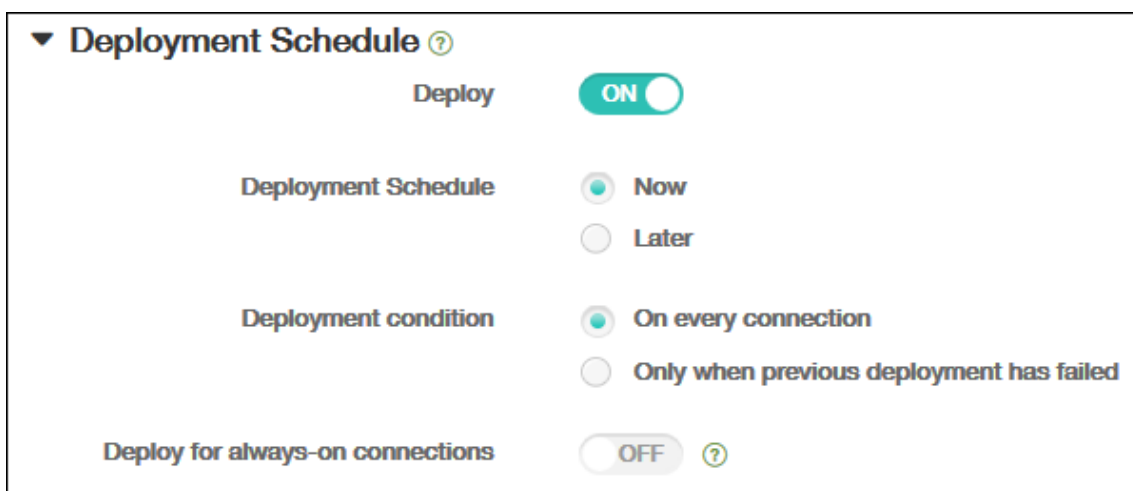 Deployment Schedule ?
Deploy ON
Deployment Schedule Now
Later
Deployment condition On every connection
Only when previous deployment has failed
Deploy for always-on connections OFF ?